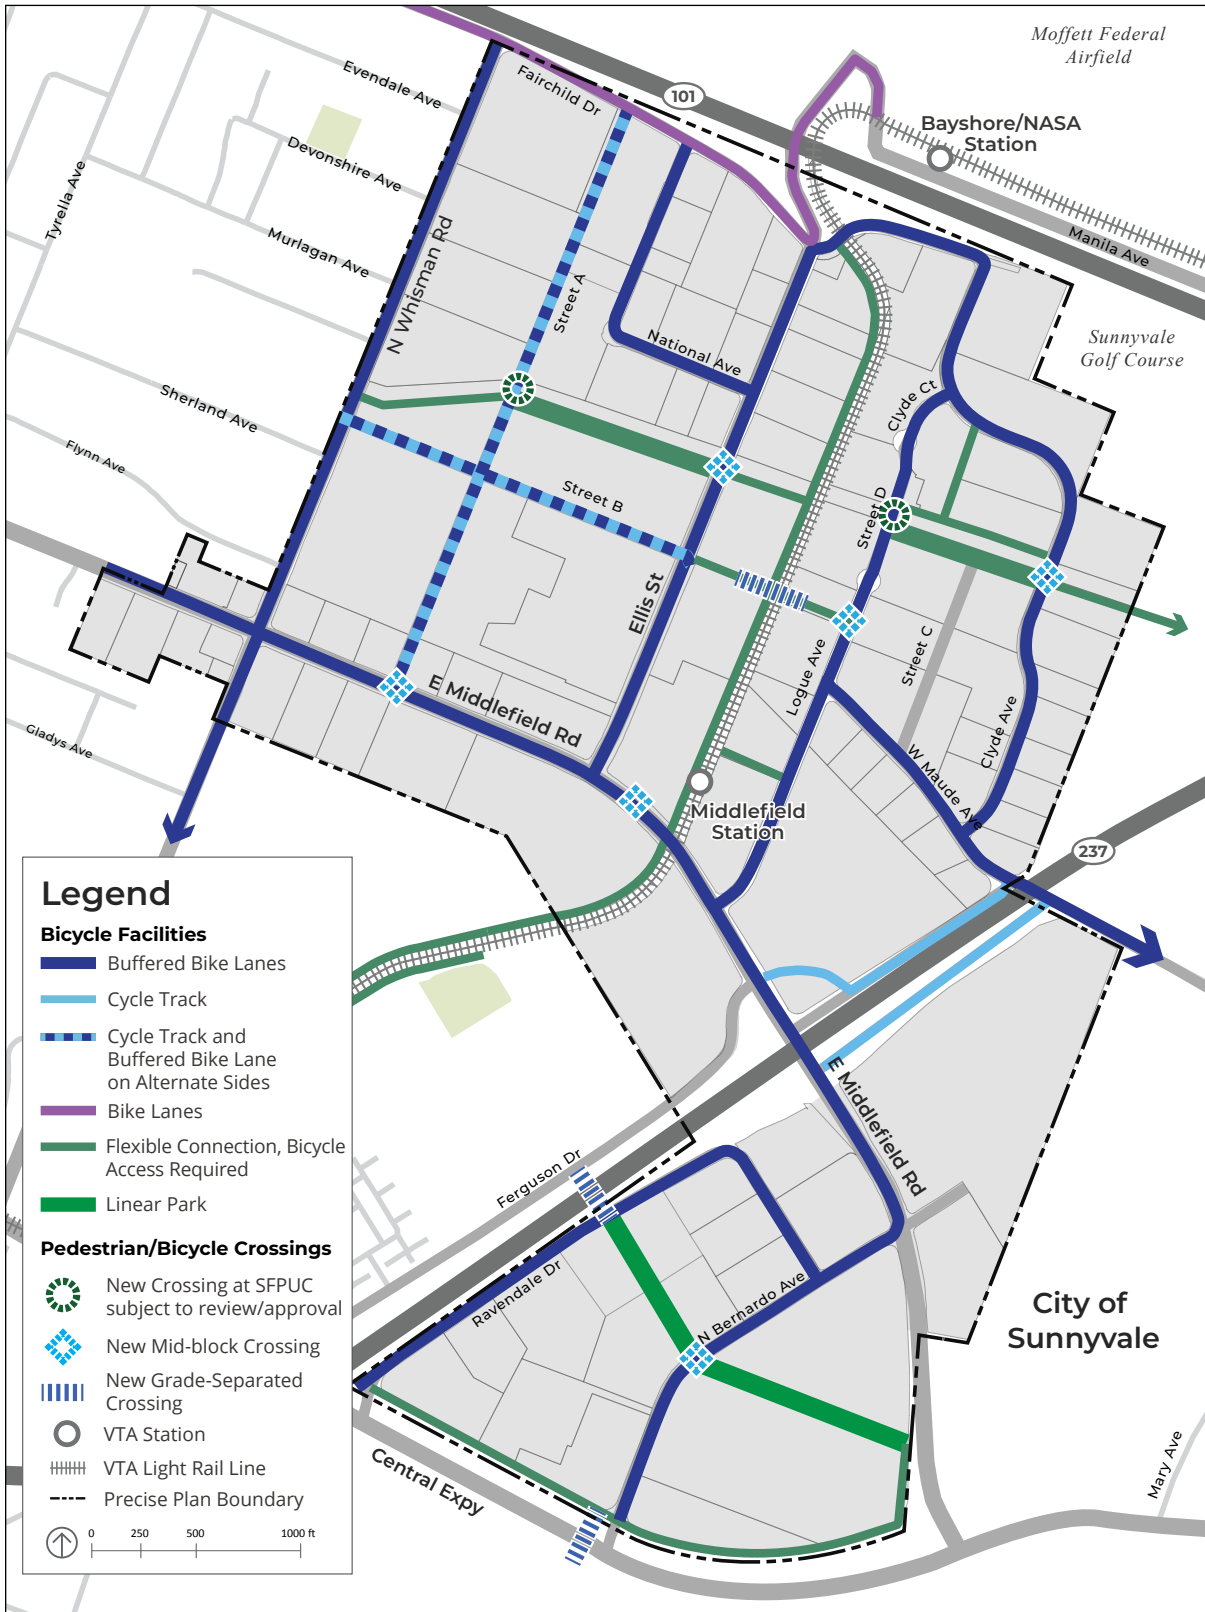 Moffett Federal
Airfield
Evendale Ave
Fairchild Dr
101
Bayshore/NASA
Station
Devonshire Ave
Tyrella Ave
Murlagan Ave
N Whisman Rd
Manila Ave
Street A
National Ave
Sunnyvale
Golf Course
Sherland Ave
Clyde Ct
Flynn Ave
Street B
Street D
Ellis St
Street C
Logue Ave
E Middlefield Rd
Gladys Ave
Clyde Ave
W Maude Ave
Middlefield
Station
237
Legend
Bicycle Facilities
Buffered Bike Lanes
Cycle Track
Cycle Track and
Buffered Bike Lane
on Alternate Sides
Bike Lanes
Flexible Connection, Bicycle
Access Required
Linear Park
Pedestrian/Bicycle Crossings
New Crossing at SFPUC
subject to review/approval
New Mid-block Crossing
New Grade-Separated
Crossing
VTA Station
VTA Light Rail Line
Precise Plan Boundary
0 250 500 1000 ft
E Middlefield Rd
Ferguson Dr
Ravendale Dr
N Bernardo Ave
City of
Sunnyvale
Central Expy
Mary Ave